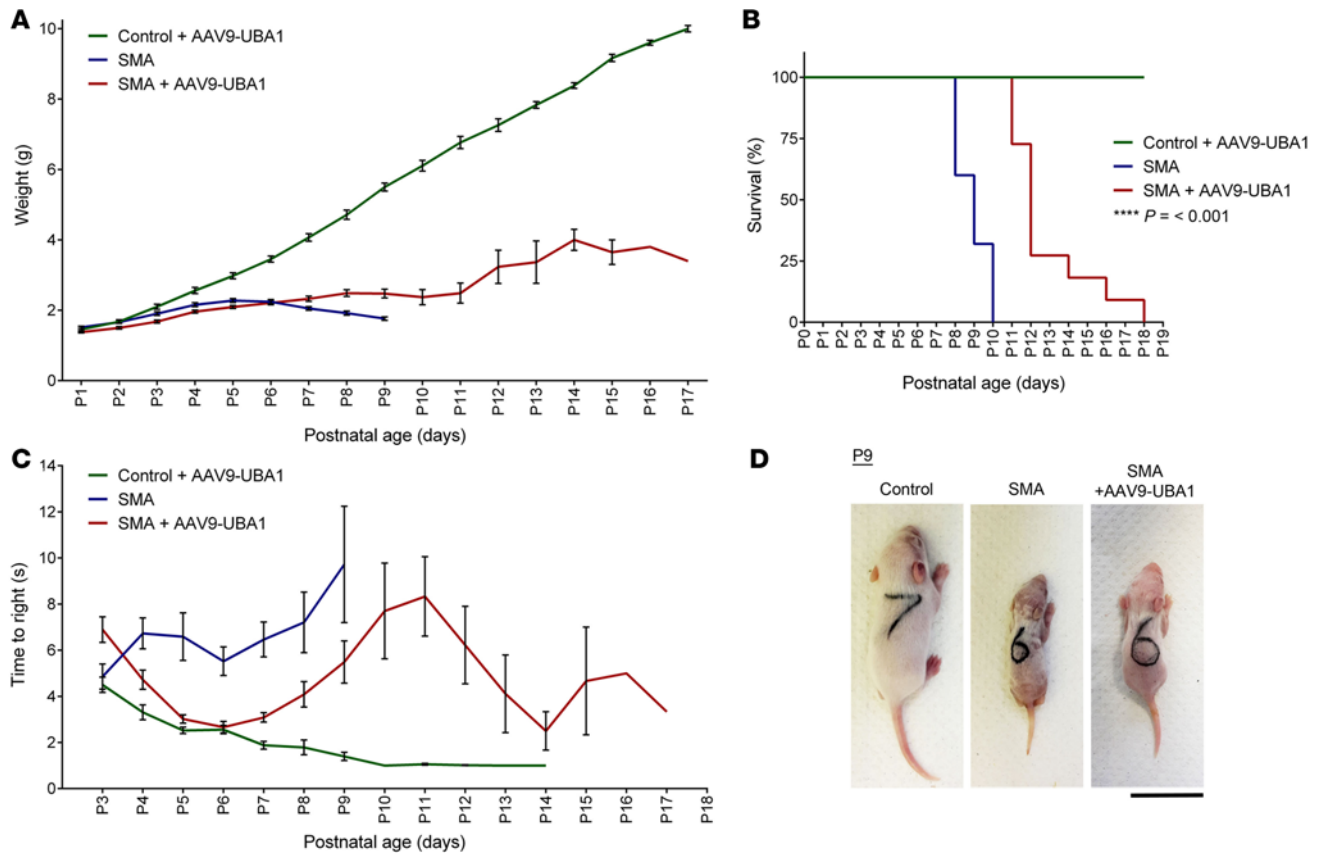 A
Control + AAV9-UBA1
SMA
SMA + AAV9-UBA1
Weight (g)
10
8
6
4
2
0
P1 P2 P3 P4 P5 P6 P7 P8 P9 P10 P11 P12 P13 P14 P15 P16 P17
Postnatal age (days)
B
Survival (%)
100
75
50
25
0
P0 P1 P2 P3 P4 P5 P6 P7 P8 P9 P10 P11 P12 P13 P14 P15 P16 P17 P18 P19
Postnatal age (days)
Control + AAV9-UBA1
SMA
SMA + AAV9-UBA1
**** P = < 0.001
C
Control + AAV9-UBA1
SMA
SMA + AAV9-UBA1
Time to right (s)
14
12
10
8
6
4
2
0
P3 P4 P5 P6 P7 P8 P9 P10 P11 P12 P13 P14 P15 P16 P17 P18
Postnatal age (days)
D
P9
Control
SMA
SMA
+AAV9-UBA1
7
6
6